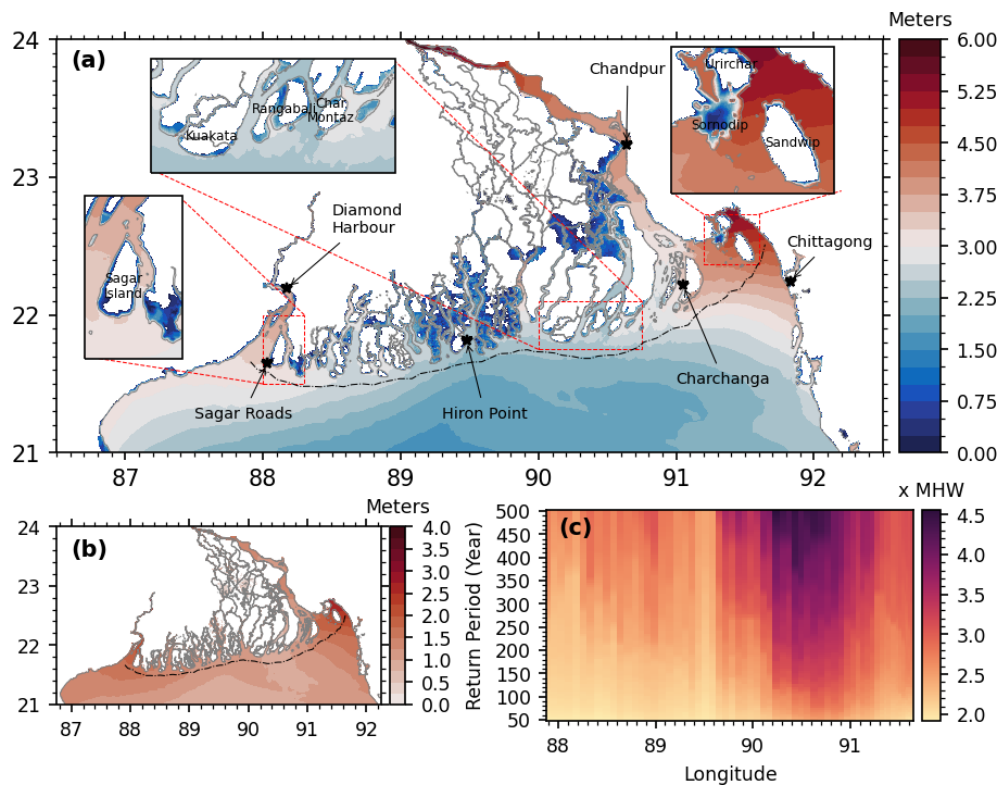 Meters
(a)
24
23
22
21
87
88
89
90
91
92
6.00
5.25
4.50
3.75
3.00
2.25
1.50
0.75
0.00
Kuakata
Rangabali
Char
Montaz
Urirchar
Sornodip
Sandwip
Sagar
Island
Chandpur
Diamond
Harbour
Chittagong
Sagar Roads
Hiron Point
Charchanga
Meters
(b)
24
23
22
21
87
88
89
90
91
92
4.0
3.5
3.0
2.5
2.0
1.5
1.0
0.5
0.0
x MHW
(c)
Return Period (Year)
500
450
400
350
300
250
200
150
100
50
88
89
90
91
Longitude
4.5
4.0
3.5
3.0
2.5
2.0